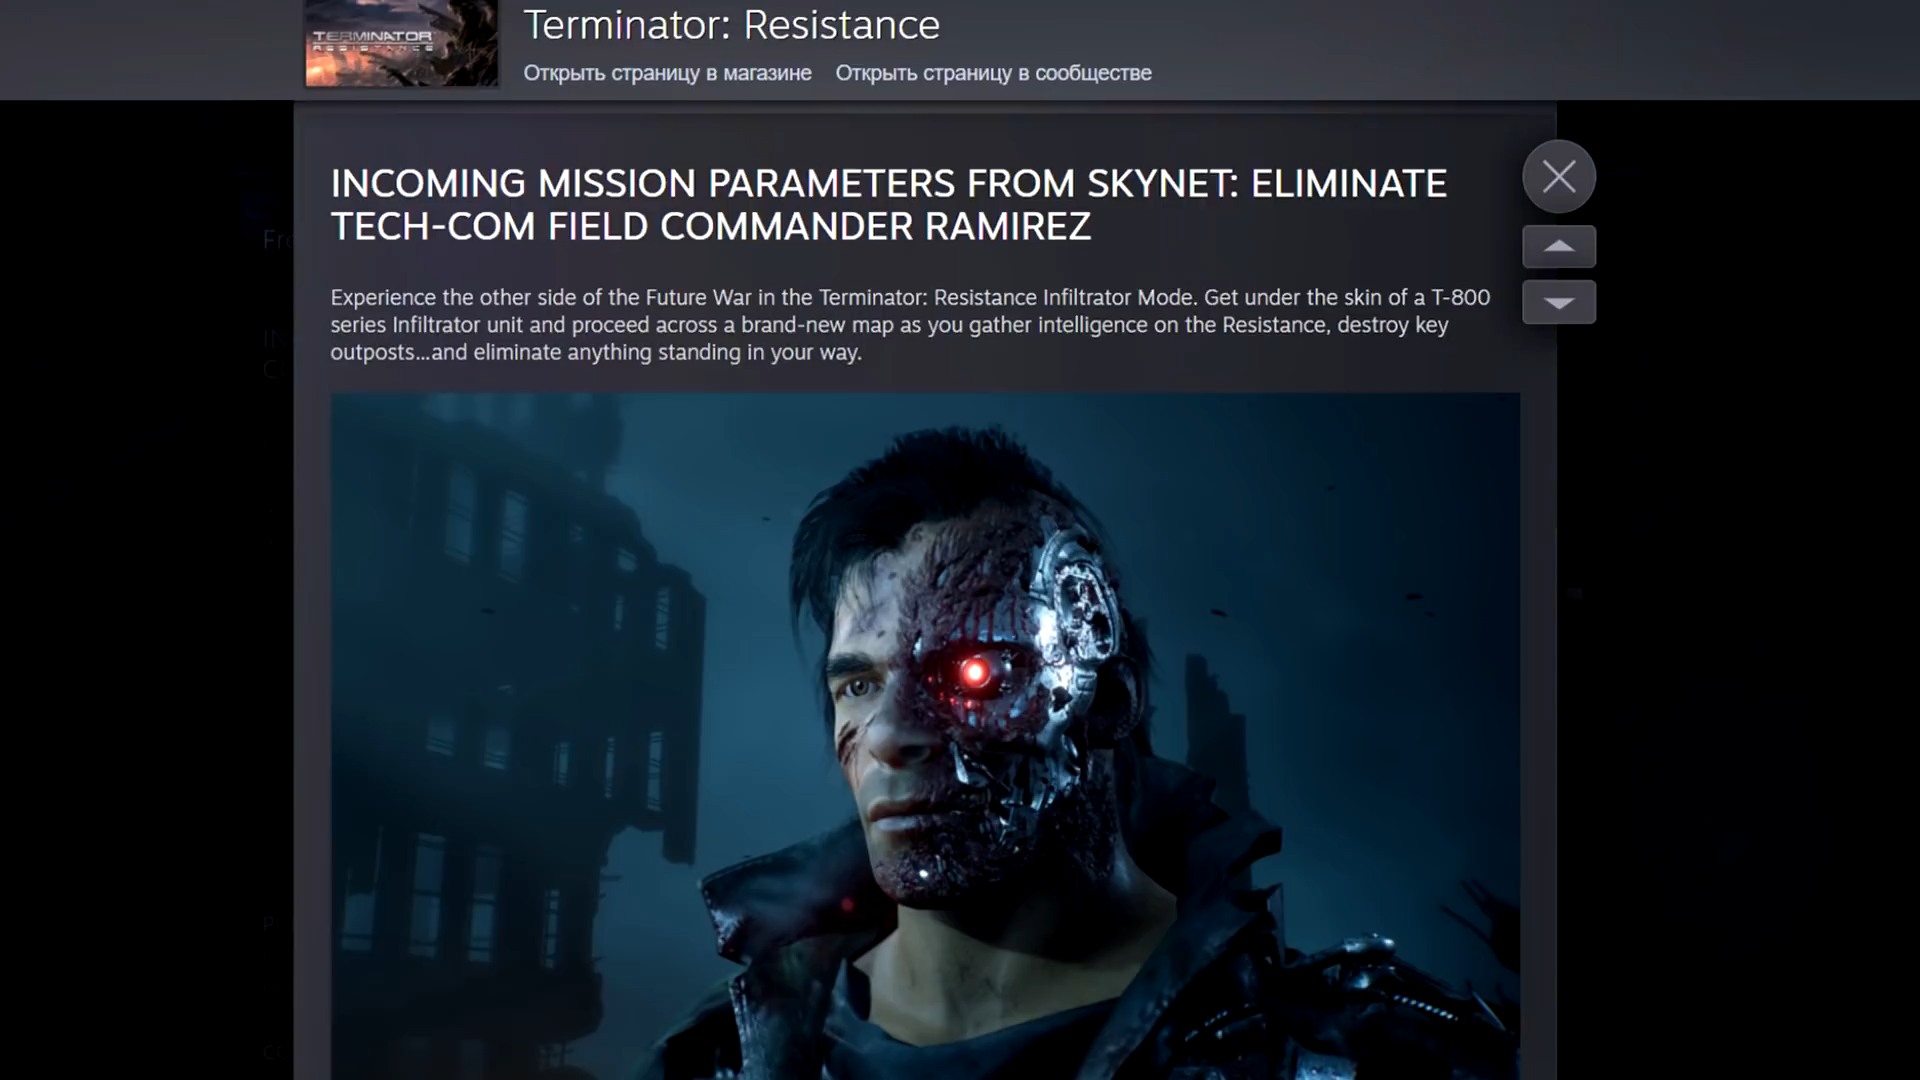 TERMINATOR
RESISTANCE
Terminator: Resistance
Открыть страницу в магазине Открыть страницу в сообществе
INCOMING MISSION PARAMETERS FROM SKYNET: ELIMINATE
TECH-COM FIELD COMMANDER RAMIREZ
Experience the other side of the Future War in the Terminator: Resistance Infiltrator Mode. Get under the skin of a T-800
series Infiltrator unit and proceed across a brand-new map as you gather intelligence on the Resistance, destroy key
outposts...and eliminate anything standing in your way.